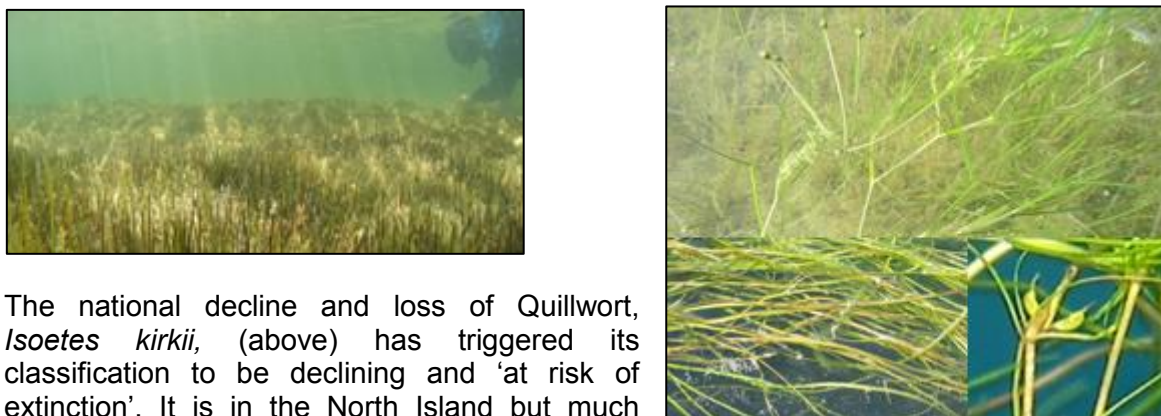 The national decline and loss of Quillwort,
Isoetes kirkii, (above) has triggered its
classification to be declining and ‘at risk of
extinction’. It is in the North Island but much